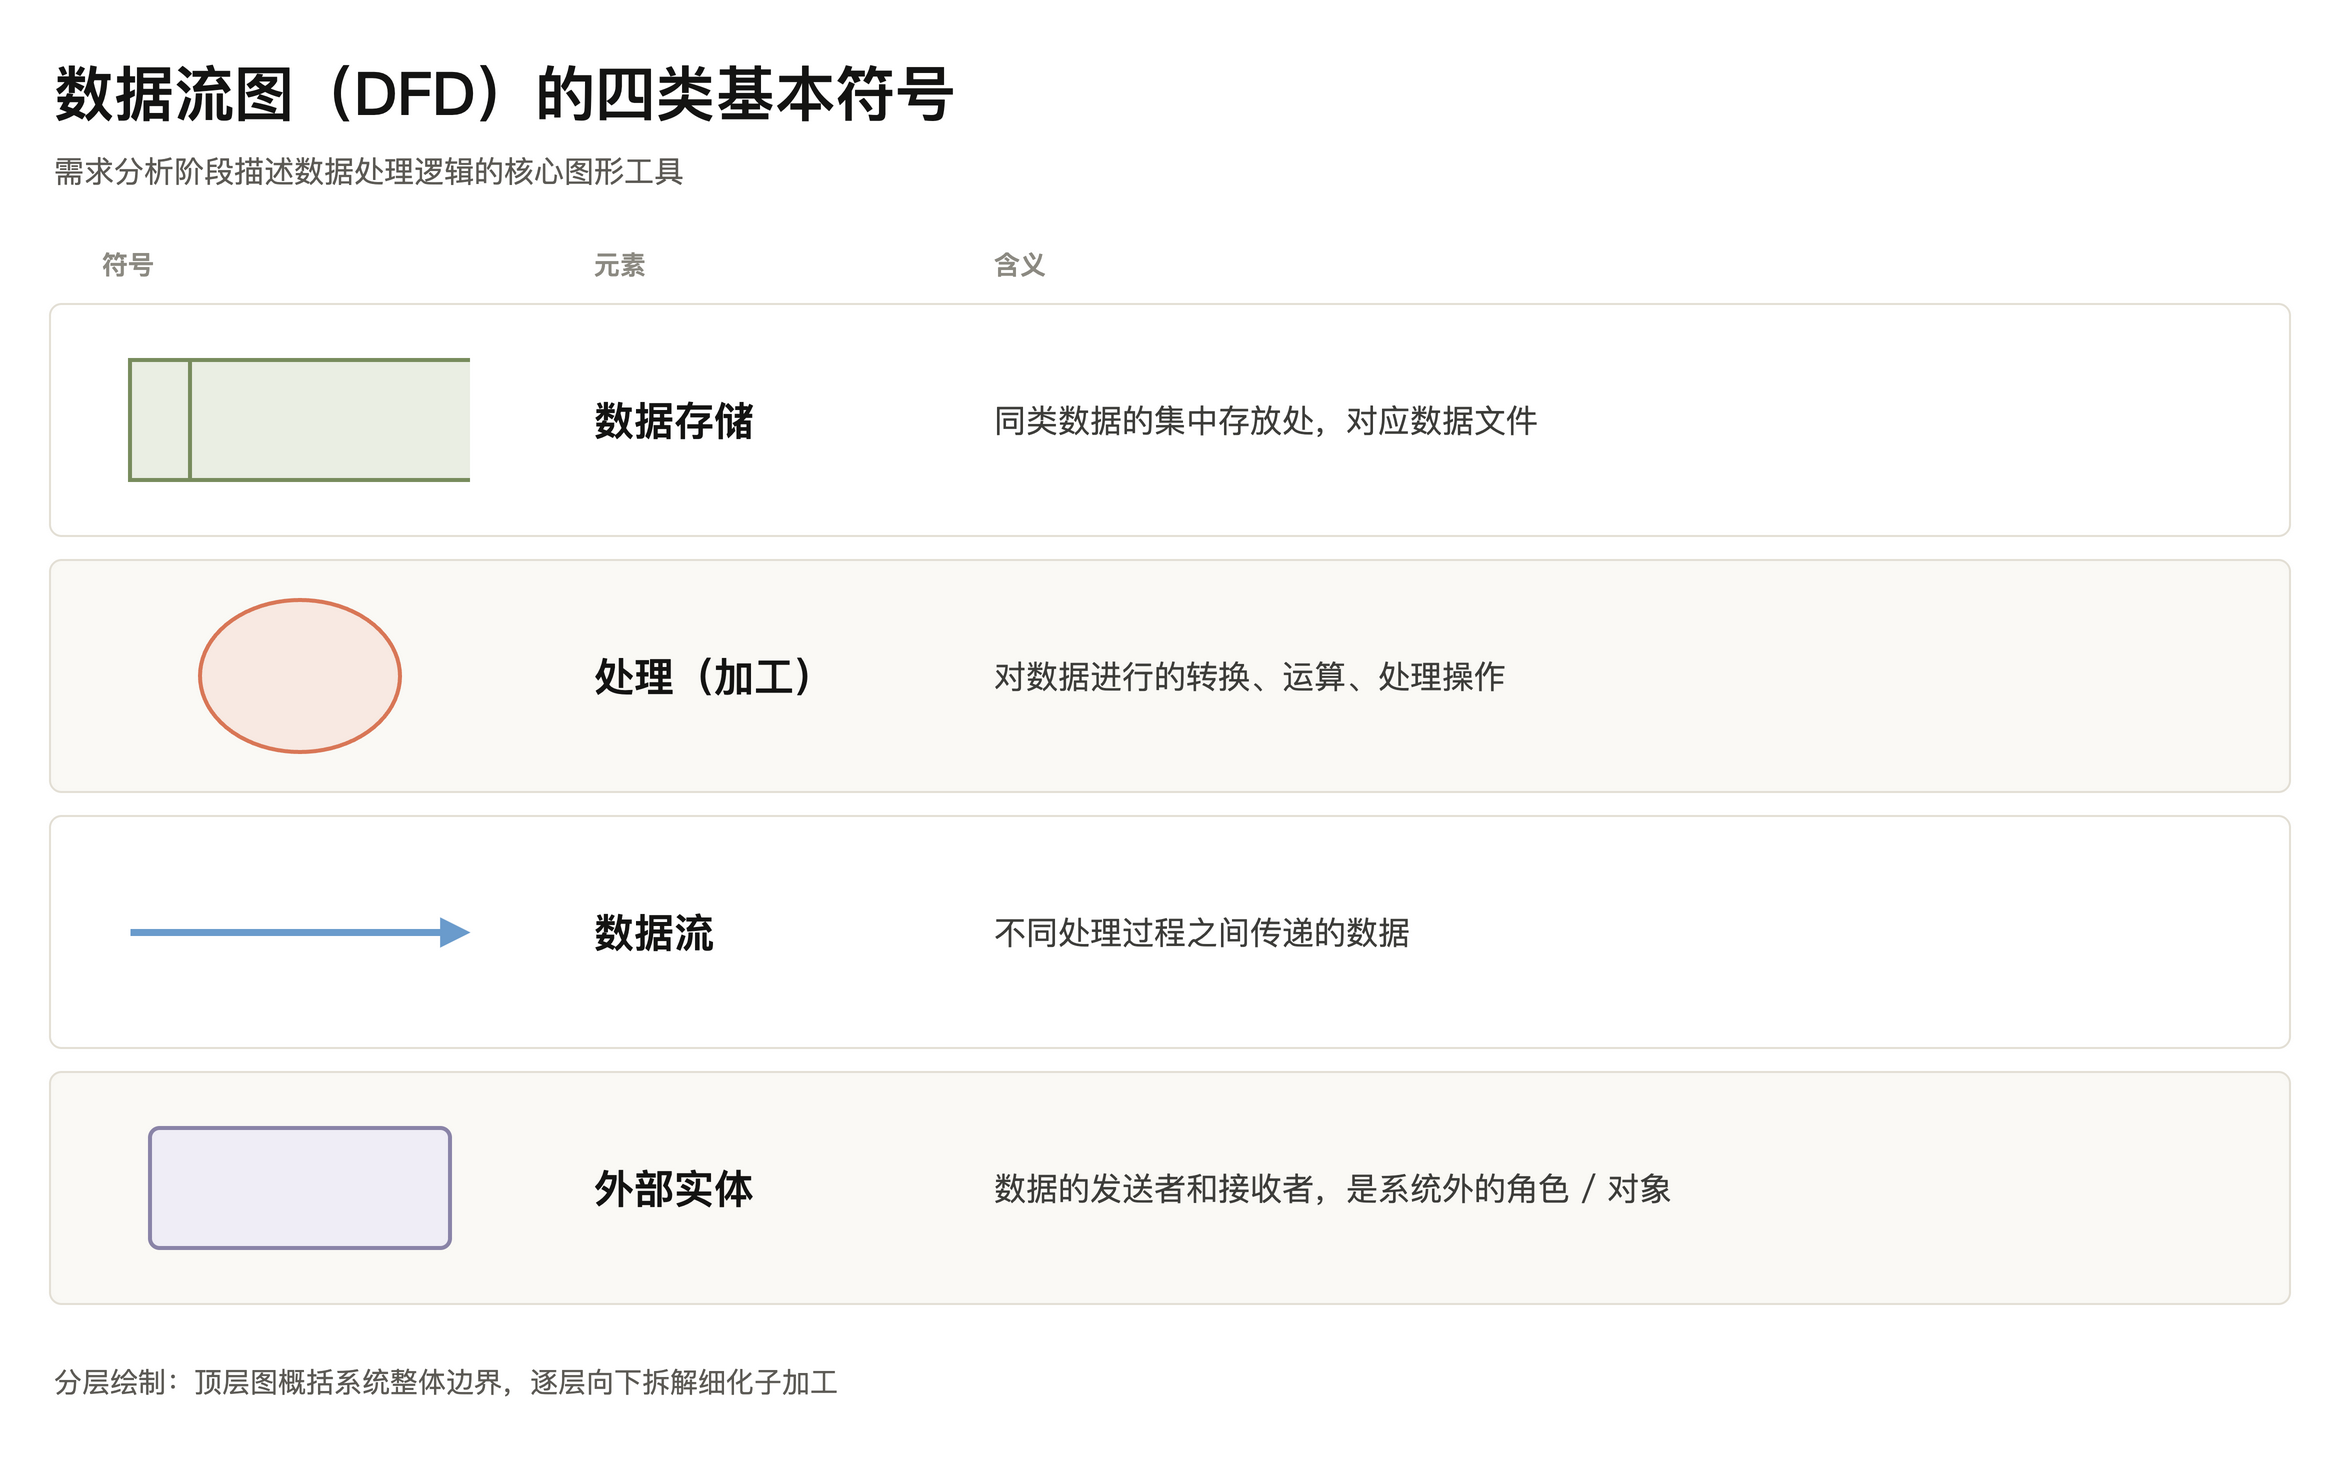 数据流图（DFD）的四类基本符号
需求分析阶段描述数据处理逻辑的核心图形工具
符号 元素 含义
数据存储 同类数据的集中存放处，对应数据文件
处理（加工） 对数据进行的转换、运算、处理操作
数据流 不同处理过程之间传递的数据
外部实体 数据的发送者和接收者，是系统外的角色 / 对象
分层绘制：顶层图概括系统整体边界，逐层向下拆解细化子加工